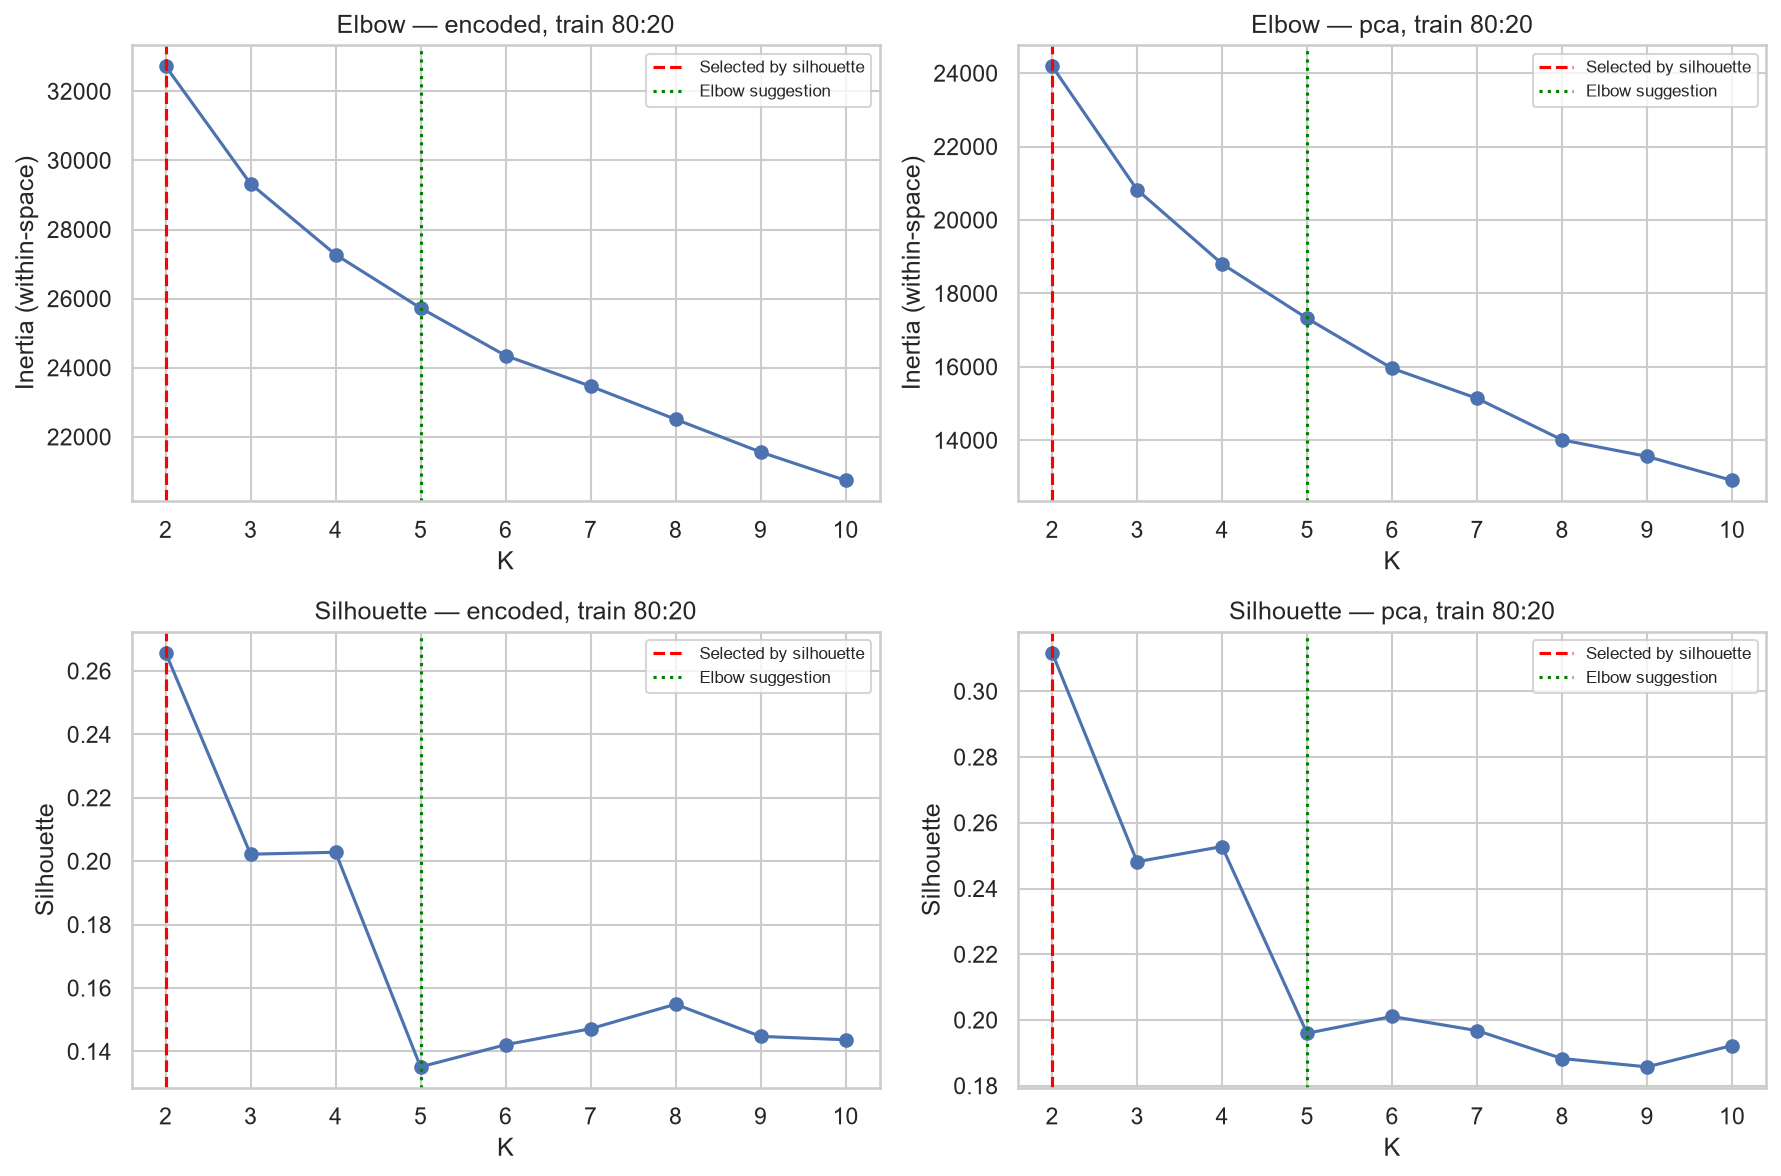 Elbow — encoded, train 80:20
Inertia (within-space)
32000
30000
28000
26000
24000
22000
2 3 4 5 6 7 8 9 10
K
Selected by silhouette
Elbow suggestion
Elbow — pca, train 80:20
Inertia (within-space)
24000
22000
20000
18000
16000
14000
2 3 4 5 6 7 8 9 10
K
Selected by silhouette
Elbow suggestion
Silhouette — encoded, train 80:20
Silhouette
0.26
0.24
0.22
0.20
0.18
0.16
0.14
2 3 4 5 6 7 8 9 10
K
Selected by silhouette
Elbow suggestion
Silhouette — pca, train 80:20
Silhouette
0.30
0.28
0.26
0.24
0.22
0.20
0.18
2 3 4 5 6 7 8 9 10
K
Selected by silhouette
Elbow suggestion